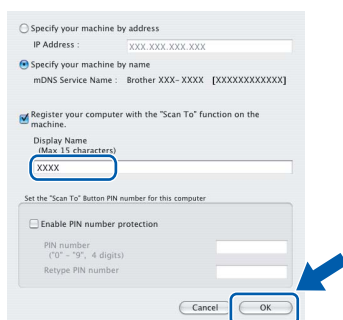 Specify your machine by address
IP Address : XXX.XXX.XXX.XXX
Specify your machine by name
mDNS Service Name : Brother XXX-XXXX [XXXXXXXXXXXX]
Register your computer with the "Scan To" function on the
machine.
Display Name
(Max 15 characters)
XXXX
Set the "Scan To" Button PIN number for this computer
Enable PIN number protection
PIN number
("0" - "9", 4 digits)
Retype PIN number
Cancel OK